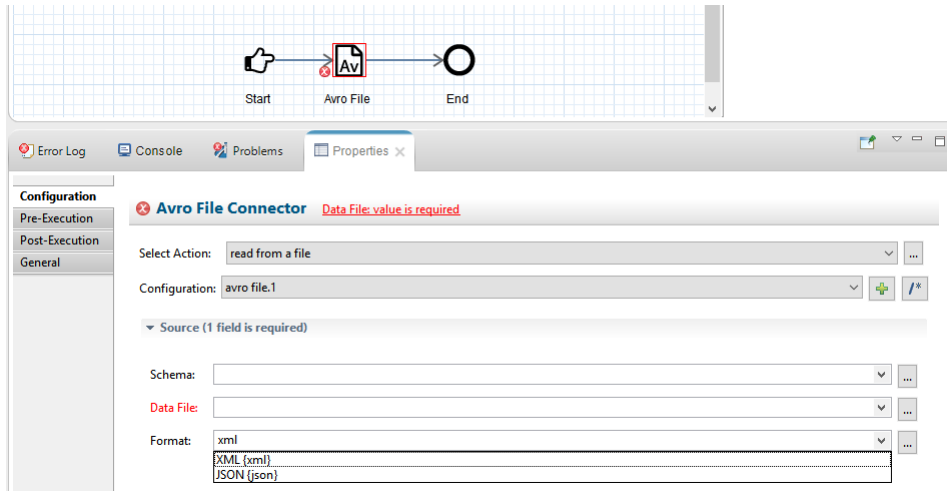 Av
Start Avro File End
Error Log Console Problems Properties
Configuration
Pre-Execution
Post-Execution
General
Avro File Connector Data File: value is required
Select Action: read from a file ...
Configuration: avro file.1 /*
Source (1 field is required)
Schema: ...
Data File: ...
Format: xml ...
XML {xml}
JSON {json}